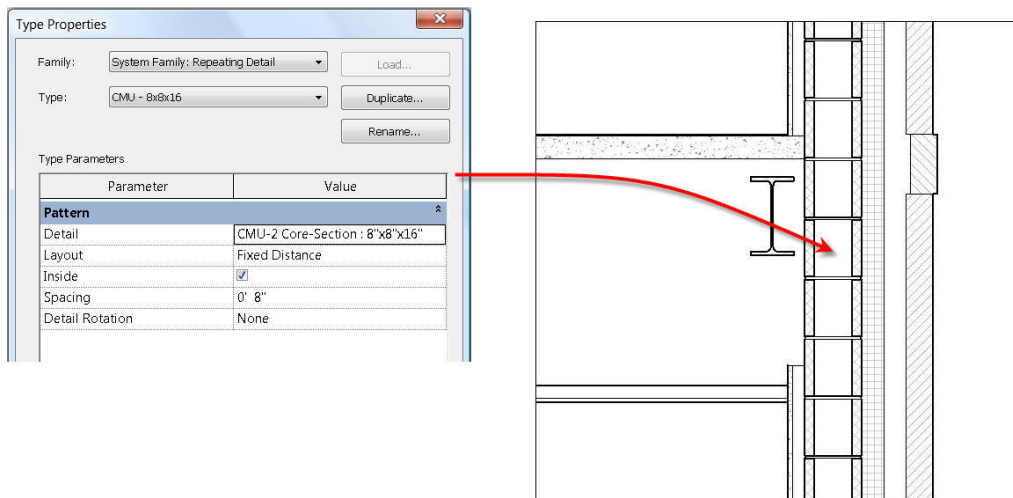 Type Properties
Family: System Family: Repeating Detail Load...
Type: CMU - 8x8x16 Duplicate...
Rename...
Type Parameters
Parameter Value
Pattern
Detail CMU-2 Core-Section : 8"x8"x16"
Layout Fixed Distance
Inside
Spacing 0' 8"
Detail Rotation None